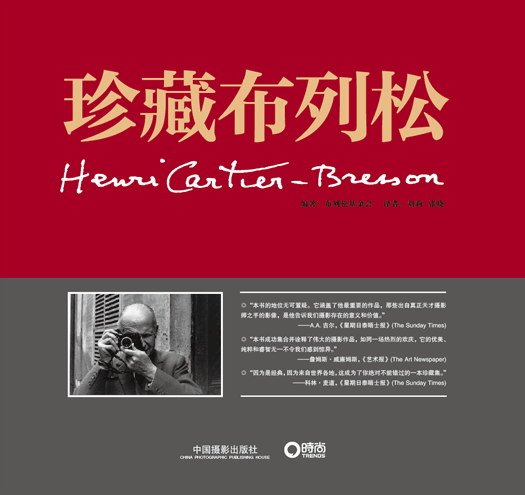 珍藏布列松
Henri Cartier-Bresson
编著：布列松基金会 译者：
○ “本书的地位无可置疑。它涵盖了他最重要的作品，那些出自真正天才摄影
师之手的影像，是他告诉我们摄影存在的意义和价值。”
——A.A. 吉尔，《星期日泰晤士报》(The Sunday Times)
○ “本书成功集合并诠释了伟大的摄影作品，如同一场热烈的欢庆，它的优美、
纯粹和睿智无一不令我们感到惊异。”
——詹姆斯·威廉姆斯，《艺术报》(The Art Newspaper)
○ “因为是经典，因为来自世界各地，这成为了你绝对不能错过的一本珍藏集。”
——科林·麦道，《星期日泰晤士报》(The Sunday Times)
中国摄影出版社
CHINA PHOTOGRAPHIC PUBLISHING HOUSE
时尚
TRENDS